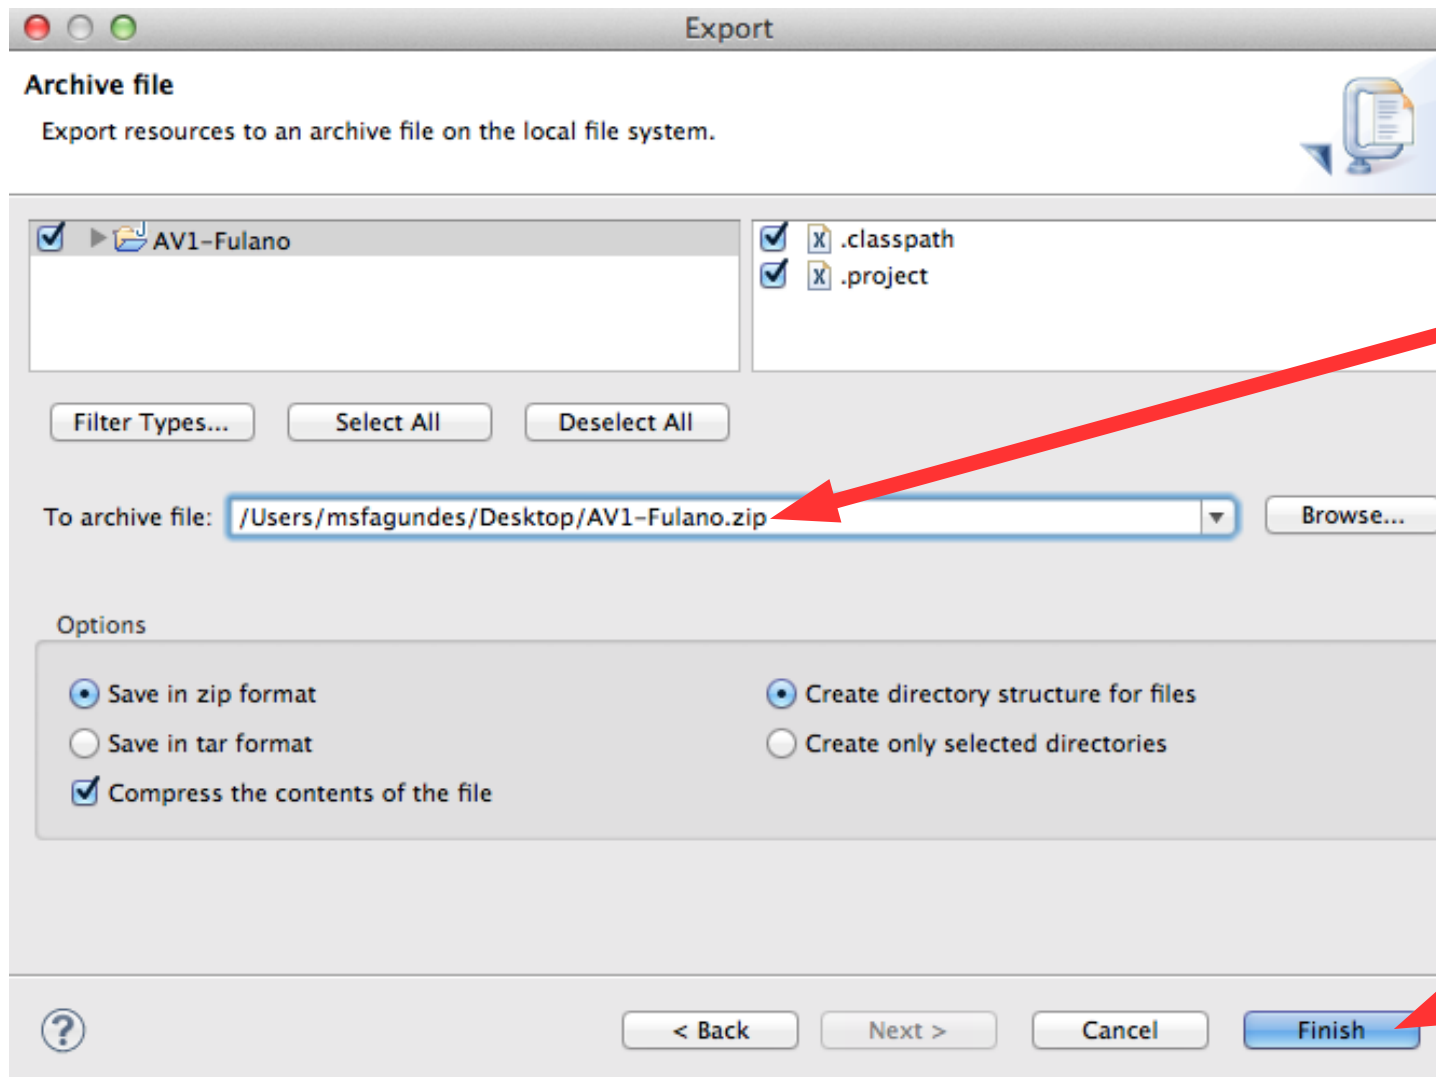 Export
Archive file
Export resources to an archive file on the local file system.
AV1-Fulano
.classpath
.project
Filter Types...
Select All
Deselect All
To archive file:
/Users/msfagundes/Desktop/AV1-Fulano.zip
Browse...
Options
Save in zip format
Create directory structure for files
Save in tar format
Create only selected directories
Compress the contents of the file
?
< Back
Next >
Cancel
Finish